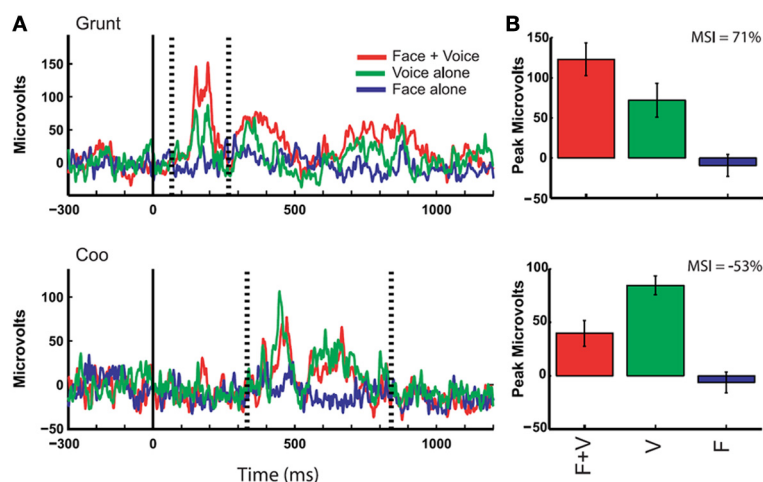 A
Grunt
Microvolts
150
100
50
0
−300
0
500
1000
Face + Voice
Voice alone
Face alone
B
MSI = 71%
Peak Microvolts
150
100
50
0
−50
Coo
Microvolts
100
50
0
−50
−300
0
500
1000
Time (ms)
MSI = -53%
Peak Microvolts
100
50
0
−50
F+V
V
F